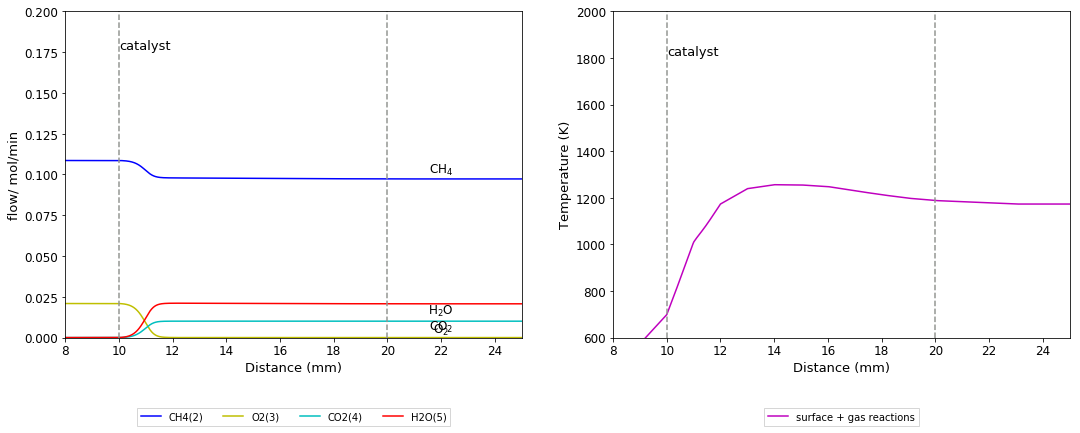 0.200
0.175
0.150
0.125
0.100
0.075
0.050
0.025
0.000
flow/ mol/min
catalyst
CH₄
H₂O
CO₂
O₂
8 10 12 14 16 18 20 22 24
Distance (mm)
CH4(2) O2(3) CO2(4) H2O(5)
2000
1800
1600
1400
1200
1000
800
600
Temperature (K)
catalyst
8 10 12 14 16 18 20 22 24
Distance (mm)
surface + gas reactions